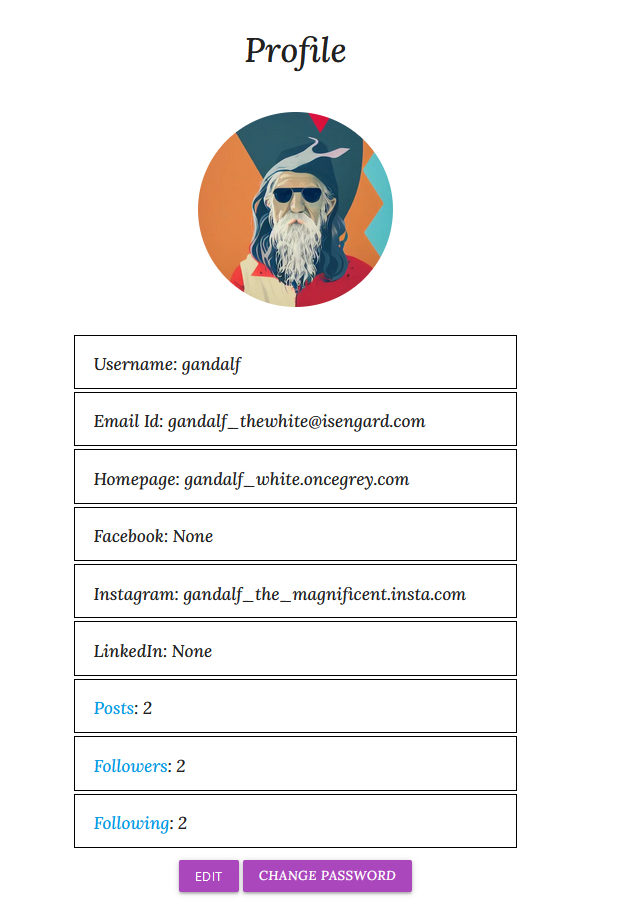 Profile
Username: gandalf
Email Id: gandalf_thewhite@isengard.com
Homepage: gandalf_white.oncegrey.com
Facebook: None
Instagram: gandalf_the_magnificent.insta.com
LinkedIn: None
Posts: 2
Followers: 2
Following: 2
EDIT CHANGE PASSWORD